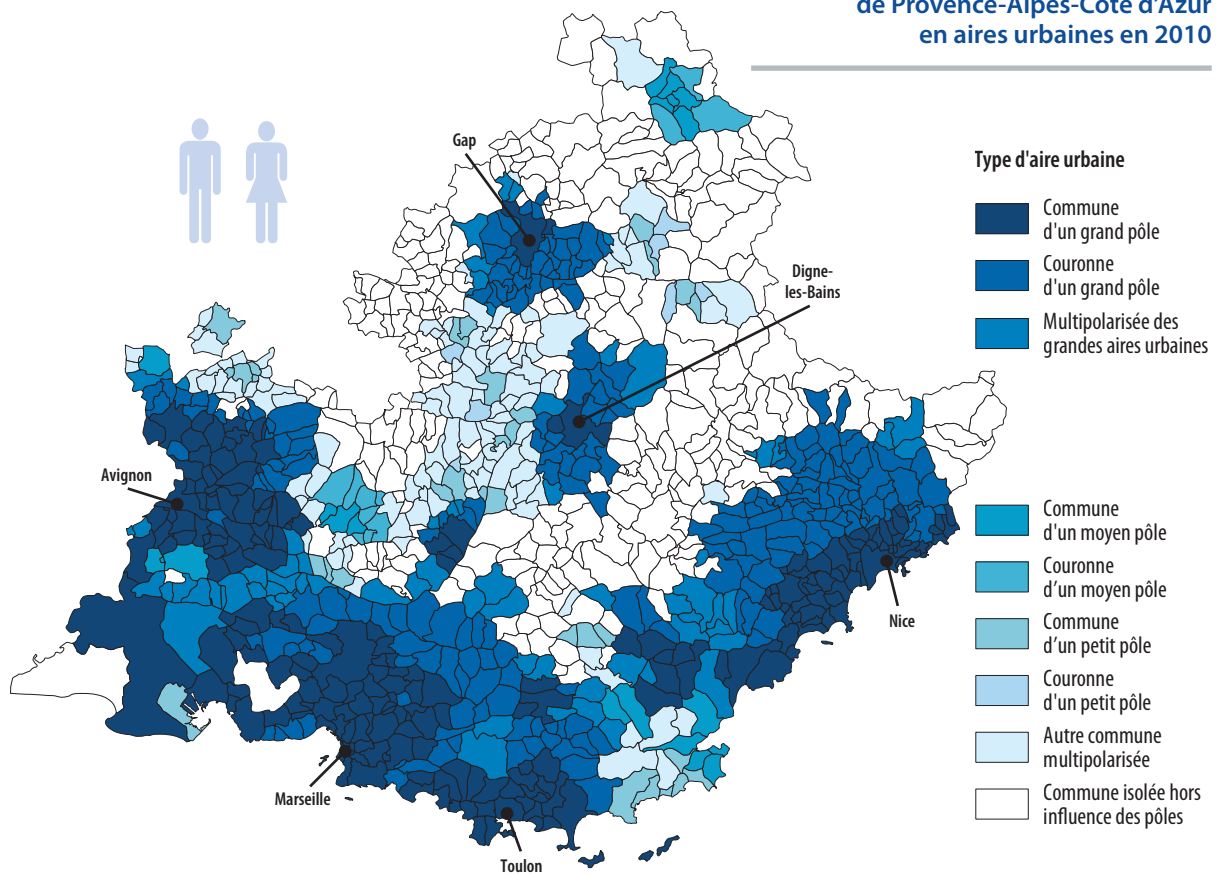 de Provence-Alpes-Côte d'Azur
en aires urbaines en 2010
Gap
Digne-
les-Bains
Avignon
Nice
Marseille
Toulon
Type d'aire urbaine
Commune
d'un grand pôle
Couronne
d'un grand pôle
Multipolarisée des
grandes aires urbaines
Commune
d'un moyen pôle
Couronne
d'un moyen pôle
Commune
d'un petit pôle
Couronne
d'un petit pôle
Autre commune
multipolarisée
Commune isolée hors
influence des pôles